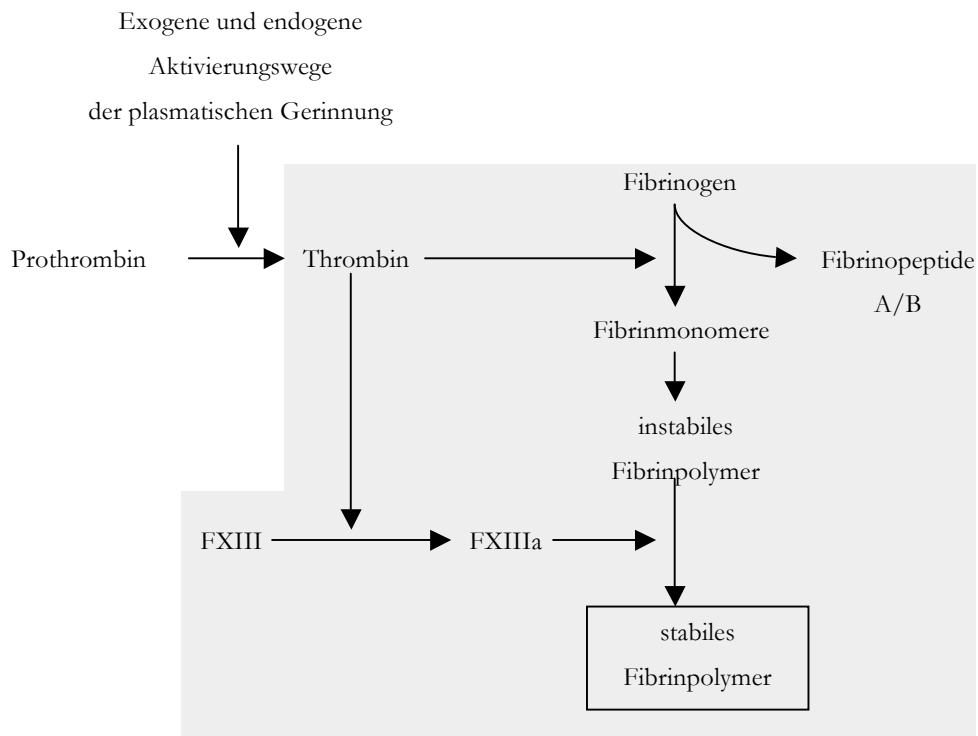 Exogene und endogene
Aktivierungswege
der plasmatischen Gerinnung
Fibrinogen
Prothrombin
Thrombin
Fibrinopeptide
A/B
Fibrinmonomere
instabiles
Fibrinpolymer
FXIII
FXIIIa
stabiles
Fibrinpolymer